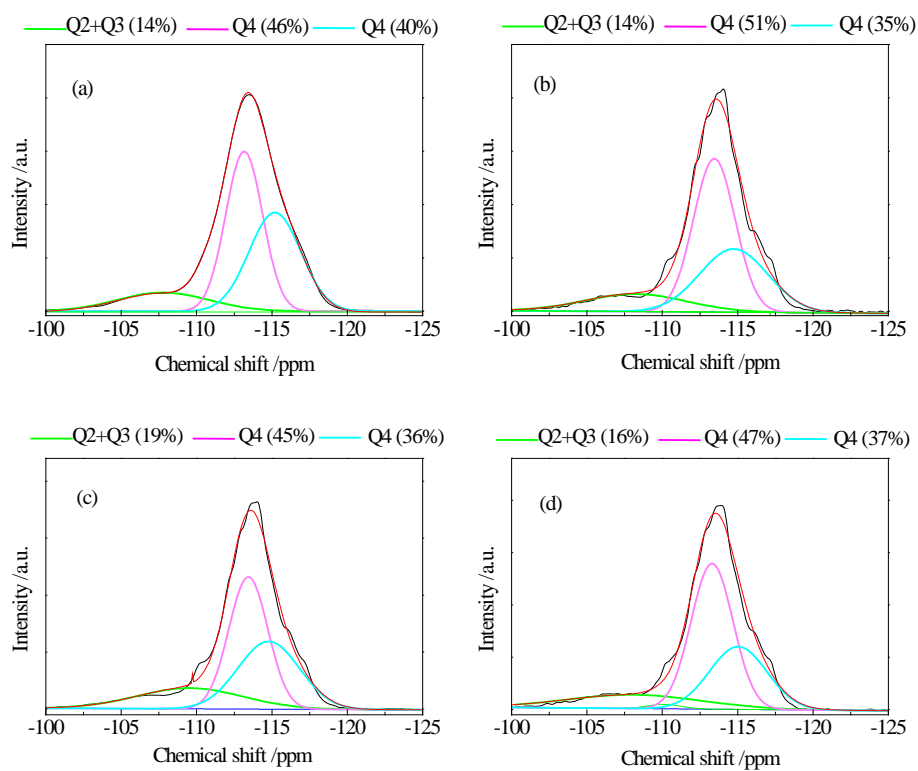 Q2+Q3 (14%) Q4 (46%) Q4 (40%)
(a)
Intensity /a.u.
-100 -105 -110 -115 -120 -125
Chemical shift /ppm
Q2+Q3 (14%) Q4 (51%) Q4 (35%)
(b)
Intensity /a.u.
-100 -105 -110 -115 -120 -125
Chemical shift /ppm
Q2+Q3 (19%) Q4 (45%) Q4 (36%)
(c)
Intensity /a.u.
-100 -105 -110 -115 -120 -125
Chemical shift /ppm
Q2+Q3 (16%) Q4 (47%) Q4 (37%)
(d)
Intensity /a.u.
-100 -105 -110 -115 -120 -125
Chemical shift /ppm